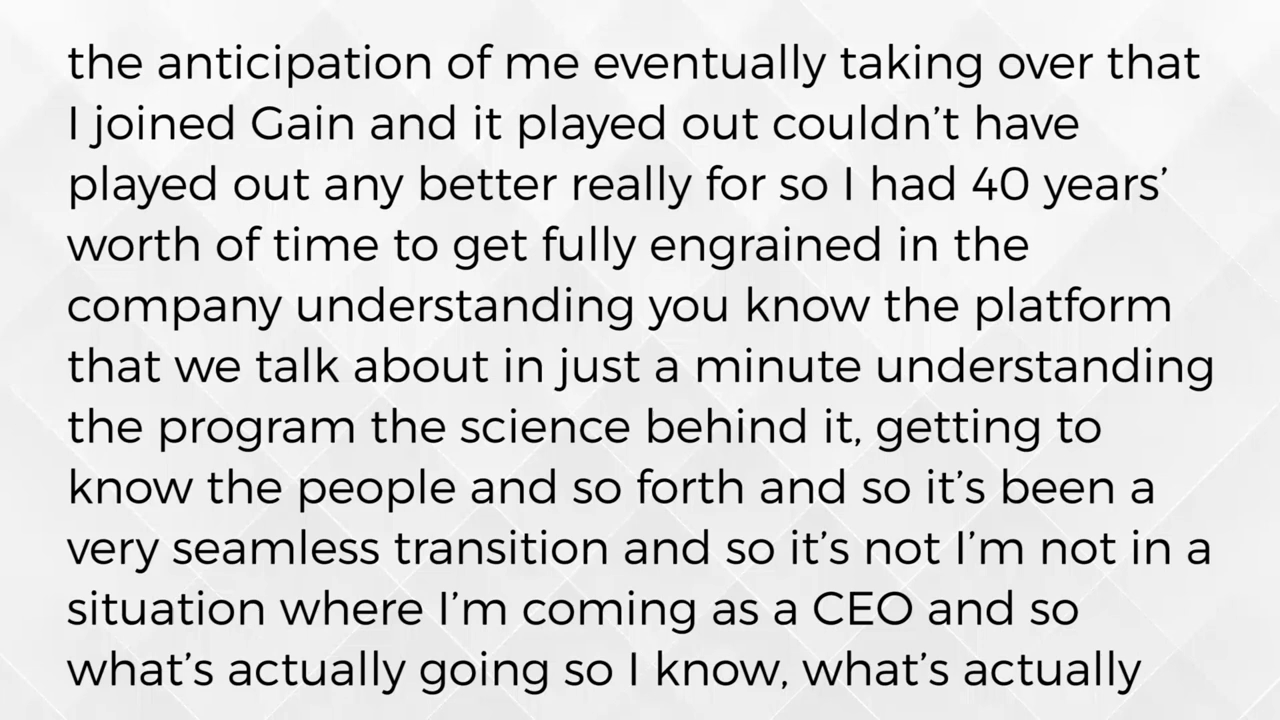 the anticipation of me eventually taking over that
I joined Gain and it played out couldn’t have
played out any better really for so I had 40 years’
worth of time to get fully engrained in the
company understanding you know the platform
that we talk about in just a minute understanding
the program the science behind it, getting to
know the people and so forth and so it’s been a
very seamless transition and so it’s not I’m not in a
situation where I’m coming as a CEO and so
what’s actually going so I know, what’s actually